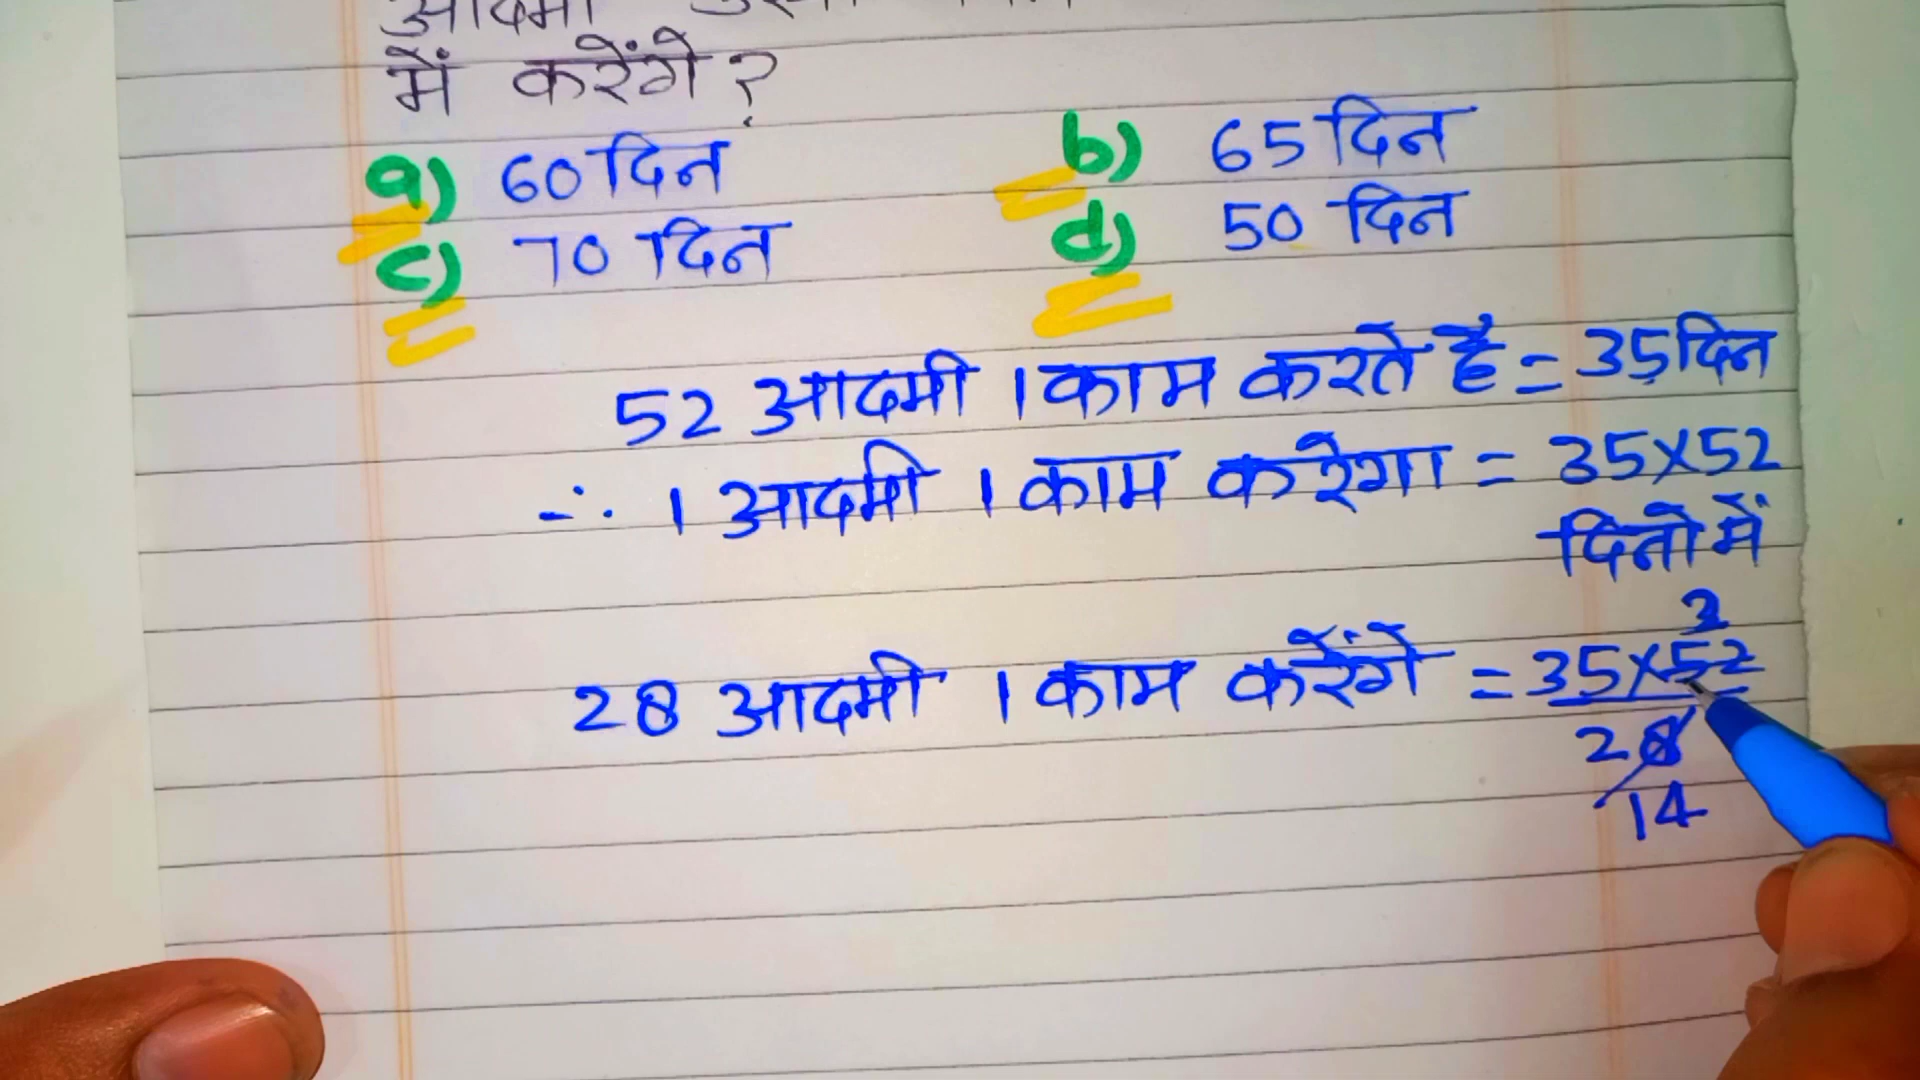 आदमी
में करेंगे?
a) 60 दिन b) 65 दिन
c) 70 दिन d) 50 दिन
52 आदमी 1 काम करते है = 35 दिन
∴ 1 आदमी 1 काम करेगा = 35×52
दिनो में
2
28 आदमी 1 काम करेंगे = 35×52
28
14